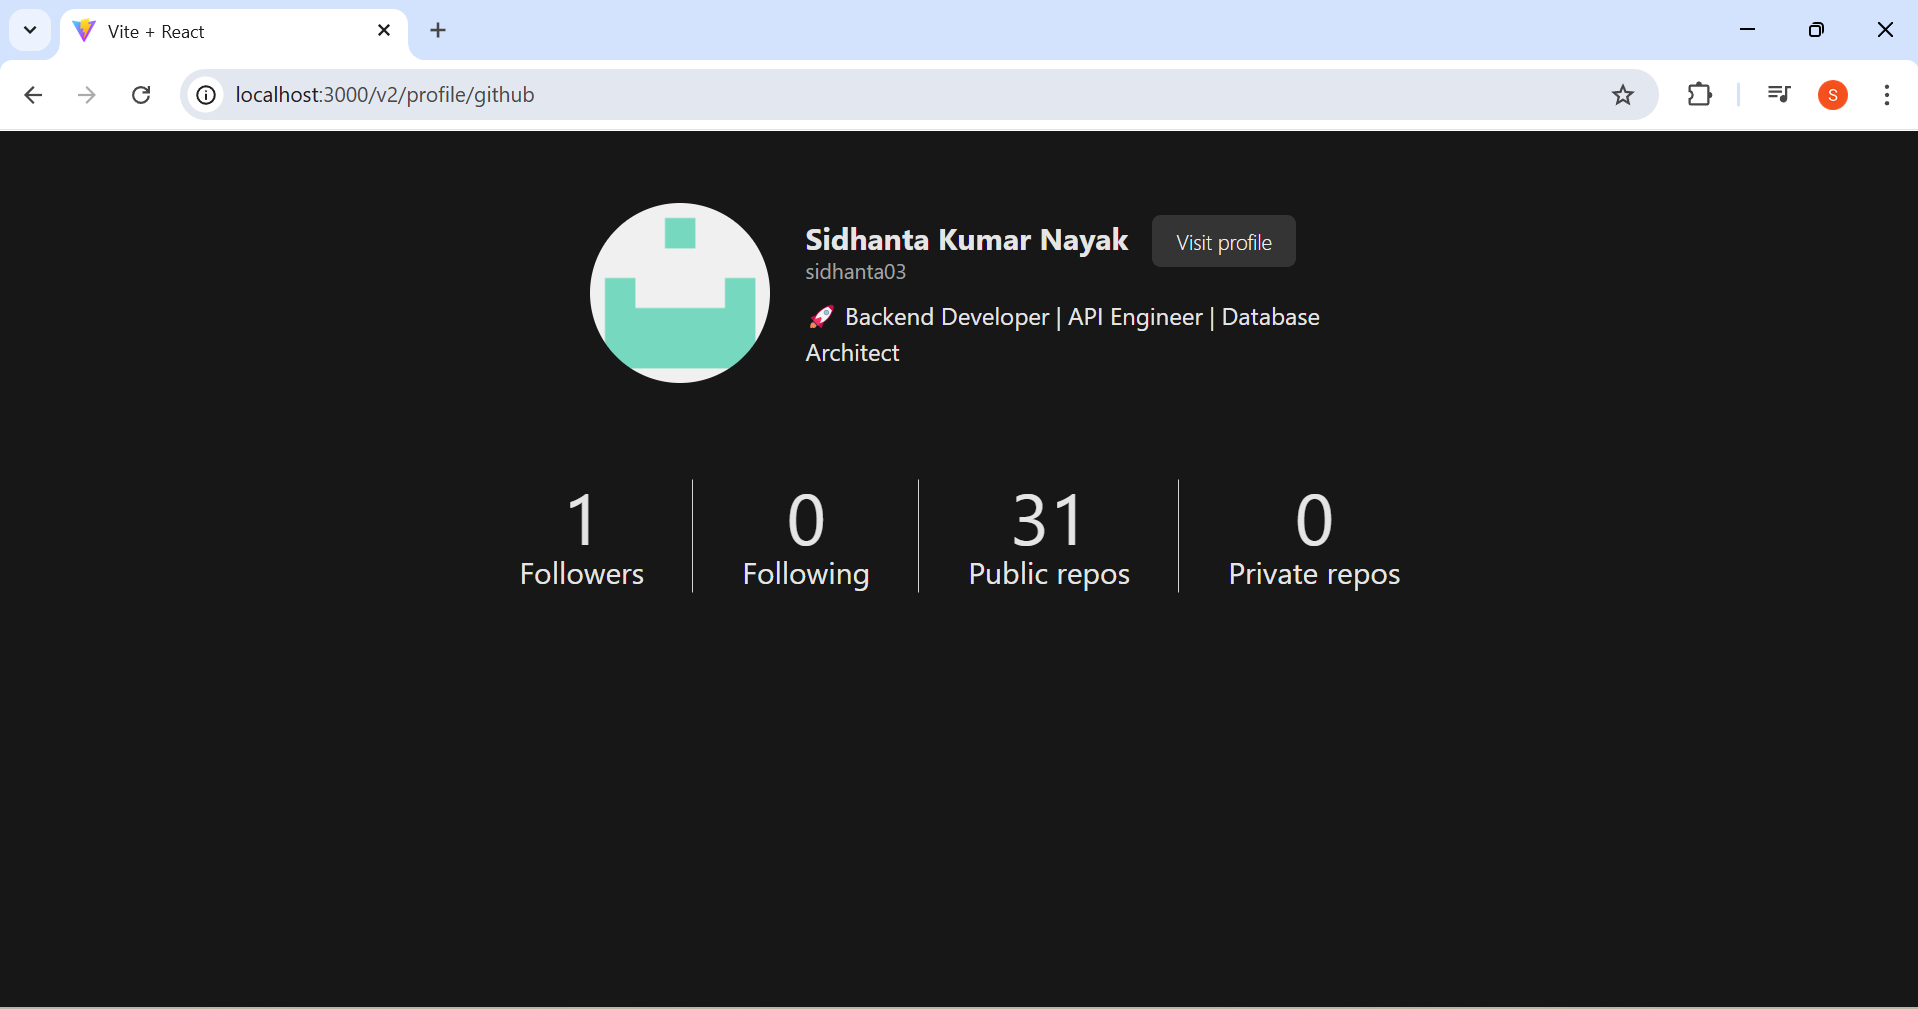 Vite + React
localhost:3000/v2/profile/github
S
Sidhanta Kumar Nayak
Visit profile
sidhanta03
🚀 Backend Developer | API Engineer | Database
Architect
1
Followers
0
Following
31
Public repos
0
Private repos